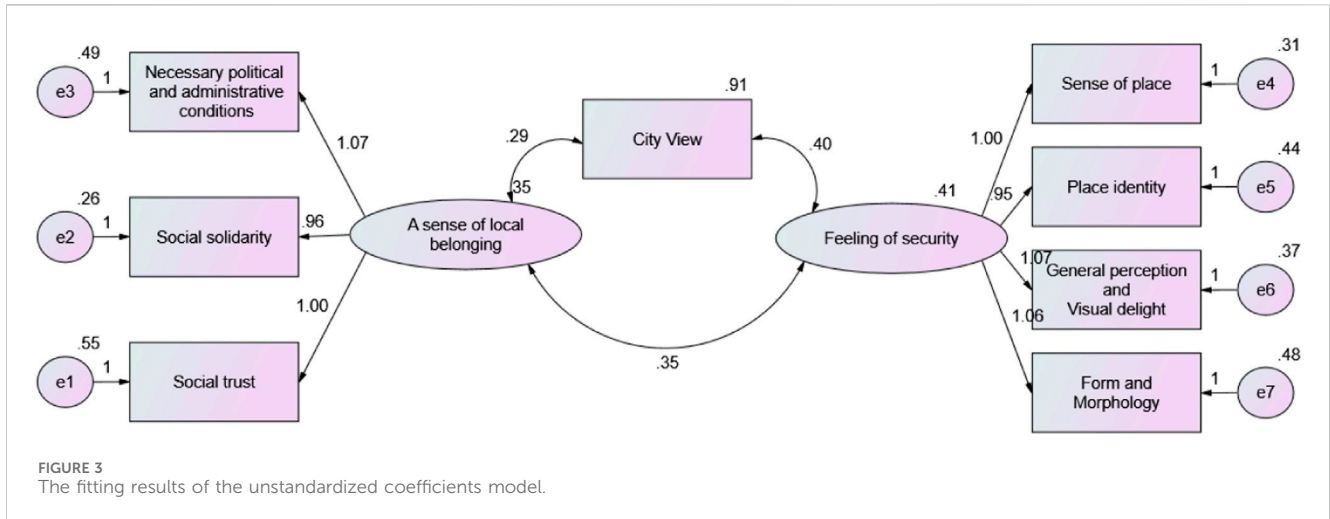 .49
e3
1
Necessary political
and administrative
conditions
1.07
.26
e2
1
Social solidarity
.96
.55
e1
1
Social trust
1.00
A sense of local
belonging
.35
.29
City View
.91
.40
.35
Feeling of security
.41
1.00
Sense of place
1
.31
e4
.95
Place identity
1
.44
e5
1.07
General perception
and
Visual delight
1
.37
e6
1.06
Form and
Morphology
1
.48
e7
FIGURE 3
The fitting results of the unstandardized coefficients model.